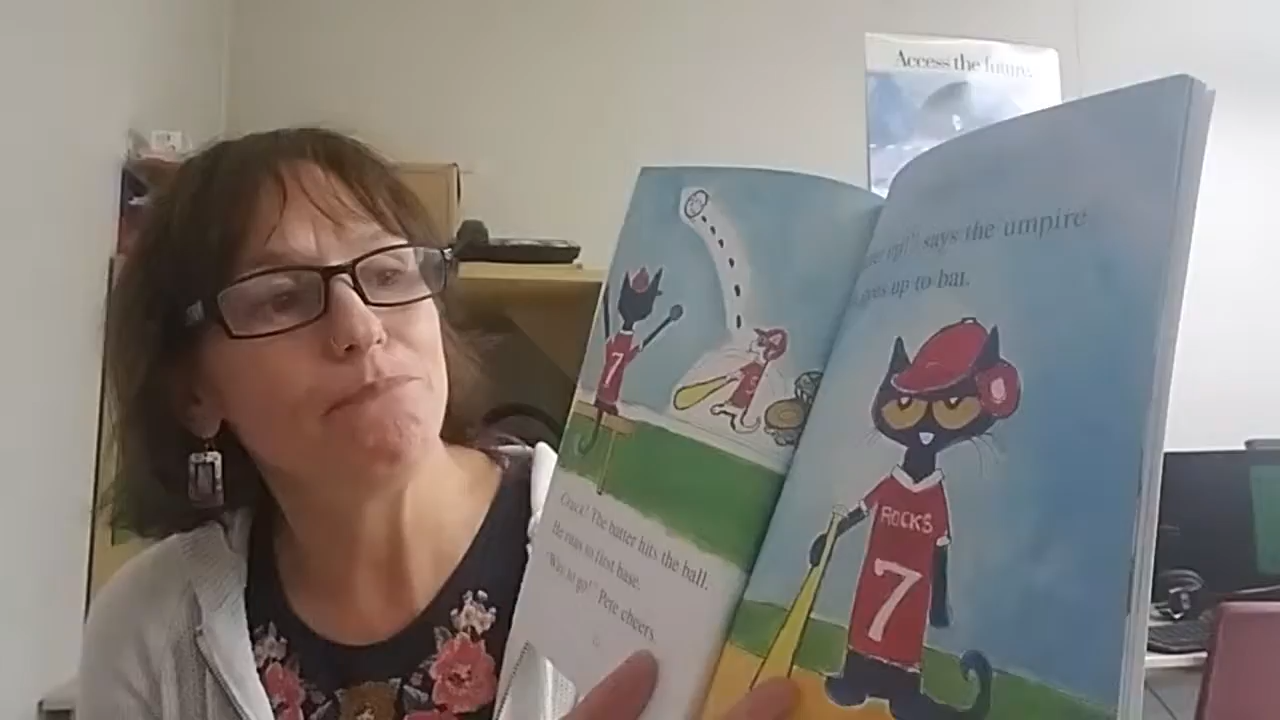 Access the future.
7
Crack! The batter hits the ball.
He runs to first base.
"Way to go!" Pete cheers.
up!" says the umpire
goes up to bat.
ROCKS
7